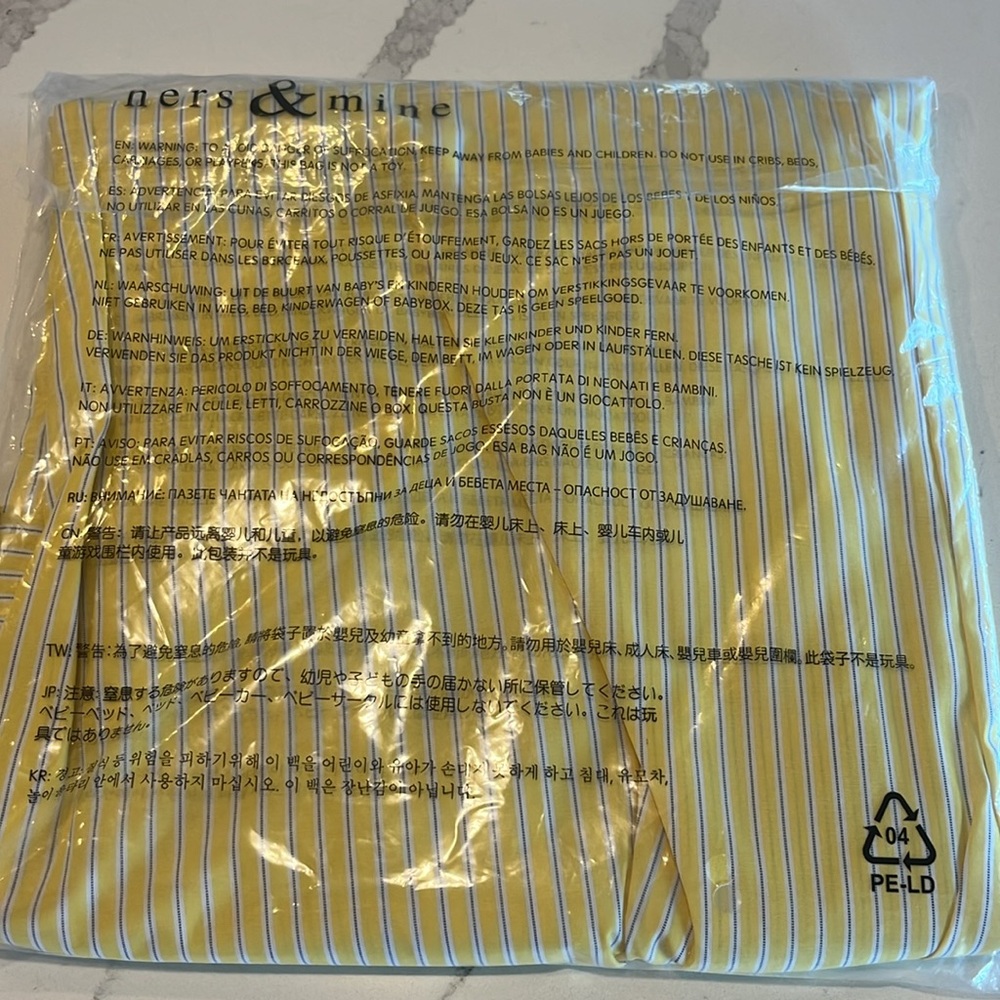 ners & mine
EN: WARNING: TO AVOID DANGER OF SUFFOCATION, KEEP AWAY FROM BABIES AND CHILDREN. DO NOT USE IN CRIBS, BEDS,
CARRIAGES, OR PLAYPENS. THIS BAG IS NOT A TOY.
ES: ADVERTENCIA: PARA EVITAR RIESGOS DE ASFIXIA, MANTENGA LAS BOLSAS LEJOS DE LOS BEBES Y DE LOS NIÑOS.
NO UTILIZAR EN LAS CUNAS, CARRITOS O CORRAL DE JUEGO. ESA BOLSA NO ES UN JUEGO.
FR: AVERTISSEMENT: POUR ÉVITER TOUT RISQUE D'ÉTOUFFEMENT, GARDEZ LES SACS HORS DE PORTÉE DES ENFANTS ET DES BÉBÉS.
NE PAS UTILISER DANS LES BERCEAUX, POUSSETTES, OU AIRES DE JEUX. CE SAC N'EST PAS UN JOUET.
NL: WAARSCHUWING: UIT DE BUURT VAN BABY'S EN KINDEREN HOUDEN OM VERSTIKKINGSGEVAAR TE VOORKOMEN.
NIET GEBRUIKEN IN WIEG, BED, KINDERWAGEN OF BABYBOX. DEZE TAS IS GEEN SPEELGOED.
DE: WARNHINWEIS: UM ERSTICKUNG ZU VERMEIDEN, HALTEN SIE KLEINKINDER UND KINDER FERN.
VERWENDEN SIE DAS PRODUKT NICHT IN DER WIEGE, DEM BETT, IM WAGEN ODER IN LAUFSTÄLLEN. DIESE TASCHE IST KEIN SPIELZEUG.
IT: AVVERTENZA: PERICOLO DI SOFFOCAMENTO, TENERE FUORI DALLA PORTATA DI NEONATI E BAMBINI.
NON UTILIZZARE IN CULLE, LETTI, CARROZZINE O BOX. QUESTA BUSTA NON È UN GIOCATTOLO.
PT: AVISO: PARA EVITAR RISCOS DE SUFOCAÇÃO, GUARDE SACOS ESSESOS DAQUELES BEBÊS E CRIANÇAS.
NÃO USE EM CRADLAS, CARROS OU CORRESPONDÊNCIAS DE JOGO. ESA BAG NÃO É UM JOGO.
RU: ВНИМАНИЕ: ПАЗЕТЕ ЧАНТАТА НА НЕДОСТЪПНИ ЗА ДЕЦА И БЕБЕТА МЕСТА – ОПАСНОСТ ОТ ЗАДУШАВАНЕ.
CN: 警告：请让产品远离婴儿和儿童，以避免窒息的危险。请勿在婴儿床上、床上、婴儿车内或儿
童游戏围栏内使用。此包装并不是玩具。
TW: 警告：為了避免窒息的危險，請將袋子置於嬰兒及幼童拿不到的地方。請勿用於嬰兒床、成人床、嬰兒車或嬰兒圍欄。此袋子不是玩具。
JP: 注意：窒息する危険がありますので、幼児や子どもの手の届かない所に保管してください。
ベビーベッド、ベッド、ベビーカー、ベビーサークルには使用しないでください。これは玩
具ではありません。
KR: 경고: 질식 등 위험을 피하기위해 이 백을 어린이와 유아가 손대지 못하게 하고 침대, 유모차,
놀이 울타리 안에서 사용하지 마십시오. 이 백은 장난감이 아닙니다.
04
PE-LD